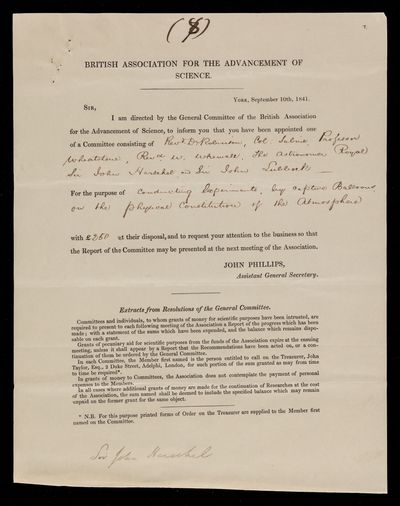 (8)
7.
BRITISH ASSOCIATION FOR THE ADVANCEMENT OF
SCIENCE.
YORK, September 10th, 1841.
SIR,
I am directed by the General Committee of the British Association
for the Advancement of Science, to inform you that you have been appointed one
of a Committee consisting of Revd Dr Robinson, Col. Sabine, Professor
Wheatstone, Revd W. Whewell, The Astronomer Royal
Sir John Herschel & Sir John Lubbock
For the purpose of conducting Experiments, by captive Balloons
on the physical Constitution of the Atmosphere
with £250 at their disposal, and to request your attention to the business so that
the Report of the Committee may be presented at the next meeting of the Association.
JOHN PHILLIPS,
Assistant General Secretary.
Extracts from Resolutions of the General Committee.
Committees and individuals, to whom grants of money for scientific purposes have been intrusted, are
required to present to each following meeting of the Association a Report of the progress which has been
made; with a statement of the sums which have been expended, and the balance which remains dispo-
sable on each grant.
Grants of pecuniary aid for scientific purposes from the funds of the Association expire at the ensuing
meeting, unless it shall appear by a Report that the Recommendations have been acted on, or a con-
tinuation of them be ordered by the General Committee.
In each Committee, the Member first named is the person entitled to call on the Treasurer, John
Taylor, Esq., 2 Duke Street, Adelphi, London, for such portion of the sum granted as may from time
to time be required*.
In grants of money to Committees, the Association does not contemplate the payment of personal
expenses to the Members.
In all cases where additional grants of money are made for the continuation of Researches at the cost
of the Association, the sum named shall be deemed to include the specified balance which may remain
unpaid on the former grant for the same object.
* N.B. For this purpose printed forms of Order on the Treasurer are supplied to the Member first
named on the Committee.
Sir John Herschel